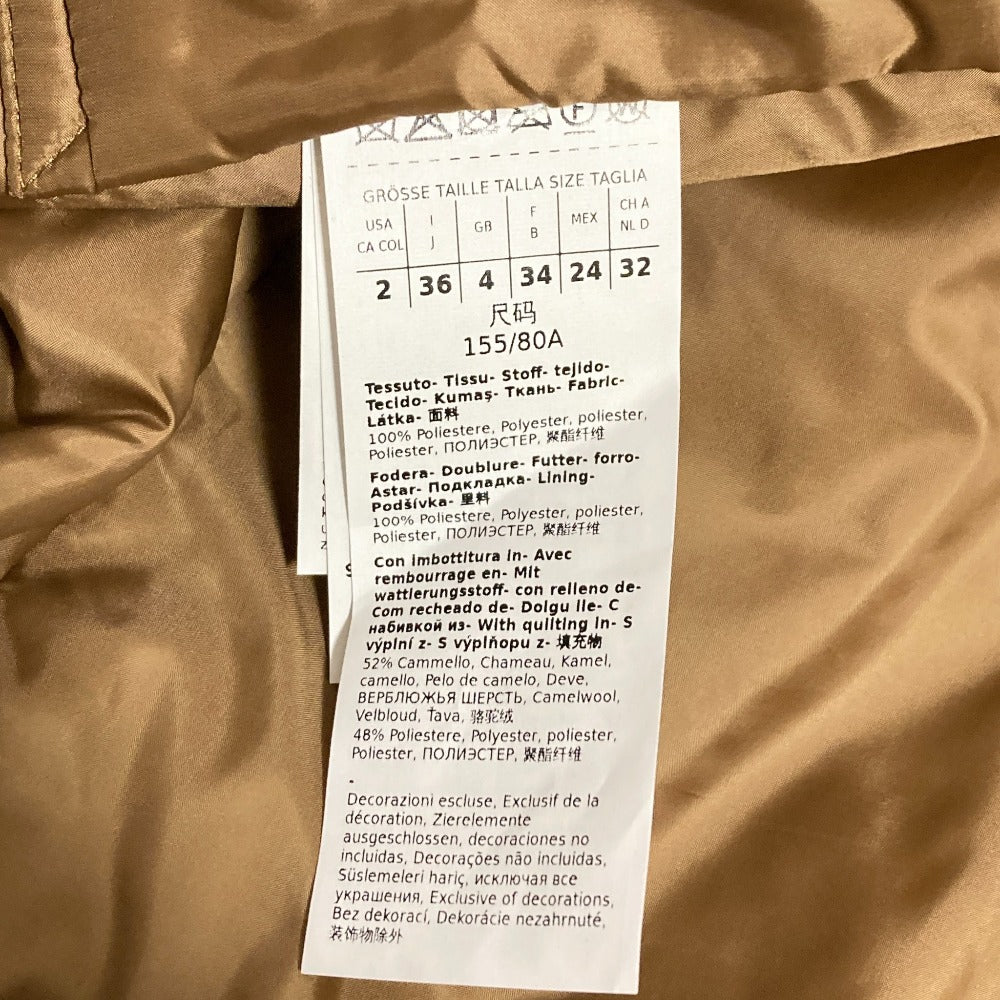 GRÖSSE TAILLE TALLA SIZE TAGLIA
USA CA COL I J GB F B MEX CH A NL D
2 36 4 34 24 32
尺码
155/80A
Tessuto- Tissu- Stoff- tejido-
Tecido- Kumaş- Ткань- Fabric-
Látka- 面料
100% Poliestere, Polyester, poliester,
Poliester, ПОЛИЭСТЕР, 聚酯纤维
Fodera- Doublure- Futter- forro-
Astar- Подкладка- Lining-
Podšívka- 里料
100% Poliestere, Polyester, poliester,
Poliester, ПОЛИЭСТЕР, 聚酯纤维
Con imbottitura in- Avec
rembourrage en- Mit
wattierungsstoff- con relleno de-
Com recheado de- Dolgu ile- С
набивкой из- With quilting in- S
výplní z- S výplňopu z- 填充物
52% Cammello, Chameau, Kamel,
camello, Pelo de camelo, Deve,
ВЕРБЛЮЖЬЯ ШЕРСТЬ, Camelwool,
Velbloud, Ťava, 骆驼绒
48% Poliestere, Polyester, poliester,
Poliester, ПОЛИЭСТЕР, 聚酯纤维
-
Decorazioni escluse, Exclusif de la
décoration, Zierelemente
ausgeschlossen, decoraciones no
incluidas, Decorações não incluidas,
Süslemeleri hariç, исключая все
украшения, Exclusive of decorations,
Bez dekorací, Dekorácie nezahrnuté,
装饰物除外